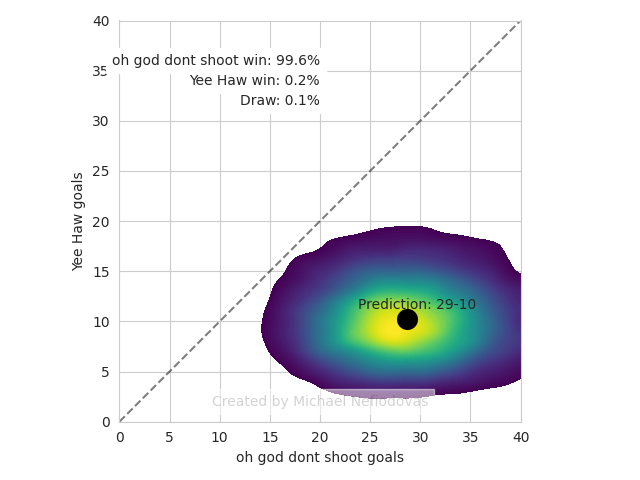 40
oh god dont shoot win: 99.6%
35
Yee Haw win: 0.2%
Draw: 0.1%
30
25
20
15
10
5
0
Yee Haw goals
Prediction: 29-10
Created by Michael Nefiodovas
0 5 10 15 20 25 30 35 40
oh god dont shoot goals